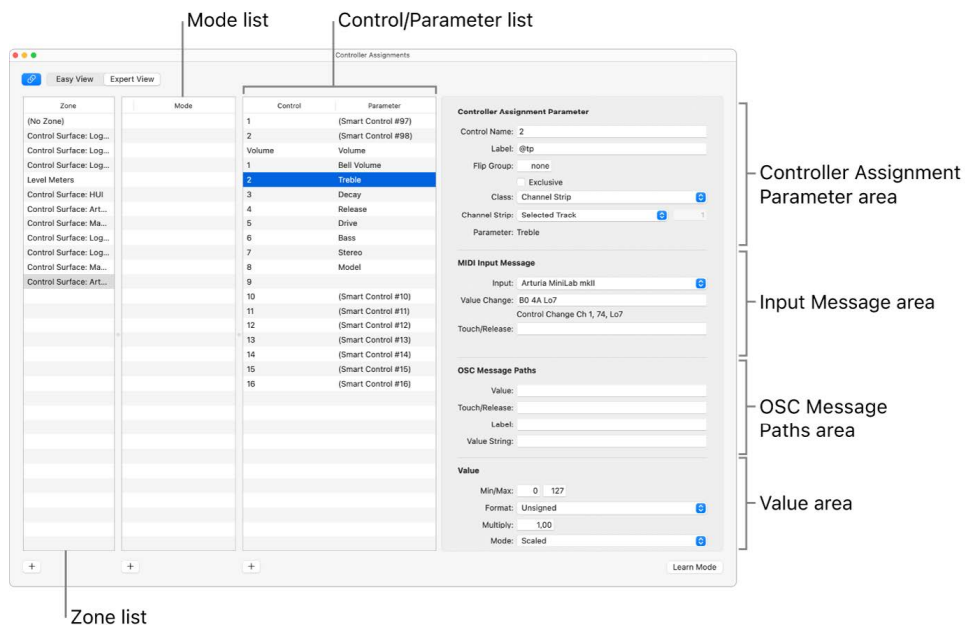 Mode list
Control/Parameter list
Controller Assignments
Easy View
Expert View
Zone
Mode
Control
Parameter
(No Zone)
Control Surface: Log...
Control Surface: Log...
Control Surface: Log...
Level Meters
Control Surface: HUI
Control Surface: Art...
Control Surface: Ma...
Control Surface: Log...
Control Surface: Log...
Control Surface: Ma...
Control Surface: Art...
1 (Smart Control #97)
2 (Smart Control #98)
Volume Volume
1 Bell Volume
2 Treble
3 Decay
4 Release
5 Drive
6 Bass
7 Stereo
8 Model
9
10 (Smart Control #10)
11 (Smart Control #11)
12 (Smart Control #12)
13 (Smart Control #13)
14 (Smart Control #14)
15 (Smart Control #15)
16 (Smart Control #16)
Controller Assignment Parameter
Control Name: 2
Label: @tp
Flip Group: none
Exclusive
Class: Channel Strip
Channel Strip: Selected Track 1
Parameter: Treble
MIDI Input Message
Input: Arturia MiniLab mkII
Value Change: B0 4A Lo7
Control Change Ch 1, 74, Lo7
Touch/Release:
OSC Message Paths
Value:
Touch/Release:
Label:
Value String:
Value
Min/Max: 0 127
Format: Unsigned
Multiply: 1,00
Mode: Scaled
+
+
+
Learn Mode
Controller Assignment
Parameter area
Input Message area
OSC Message
Paths area
Value area
Zone list